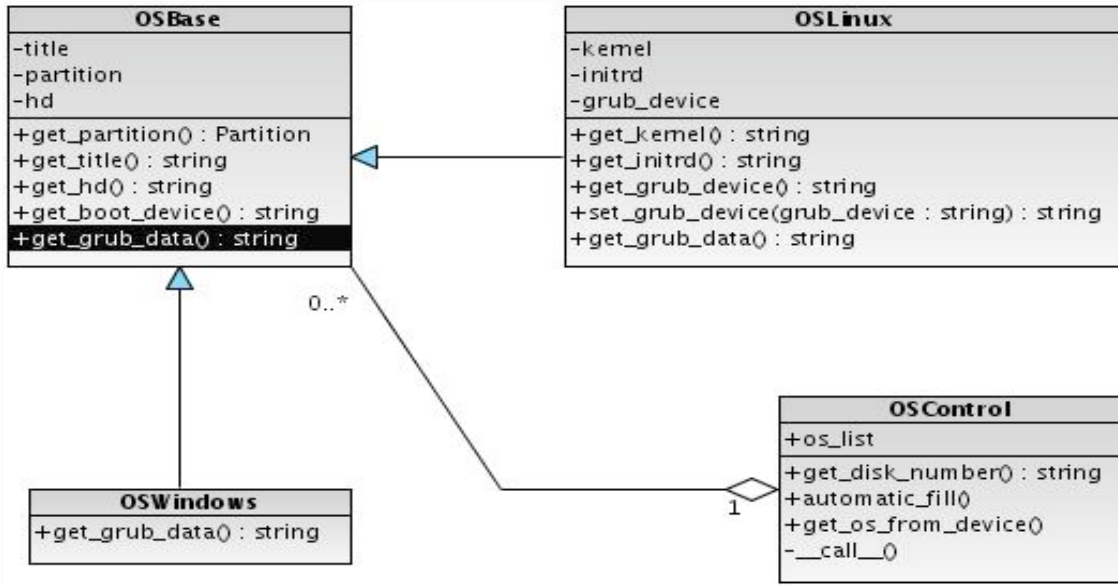 OSBase
-title
-partition
-hd
+get_partition() : Partition
+get_title() : string
+get_hd() : string
+get_boot_device() : string
+get_grub_data() : string
OSLinux
-kernel
-initrd
-grub_device
+get_kernel() : string
+get_initrd() : string
+get_grub_device() : string
+set_grub_device(grub_device : string) : string
+get_grub_data() : string
0..*
OSWindows
+get_grub_data() : string
1
OSControl
+os_list
+get_disk_number() : string
+automatic_fill()
+get_os_from_device()
-__call__()